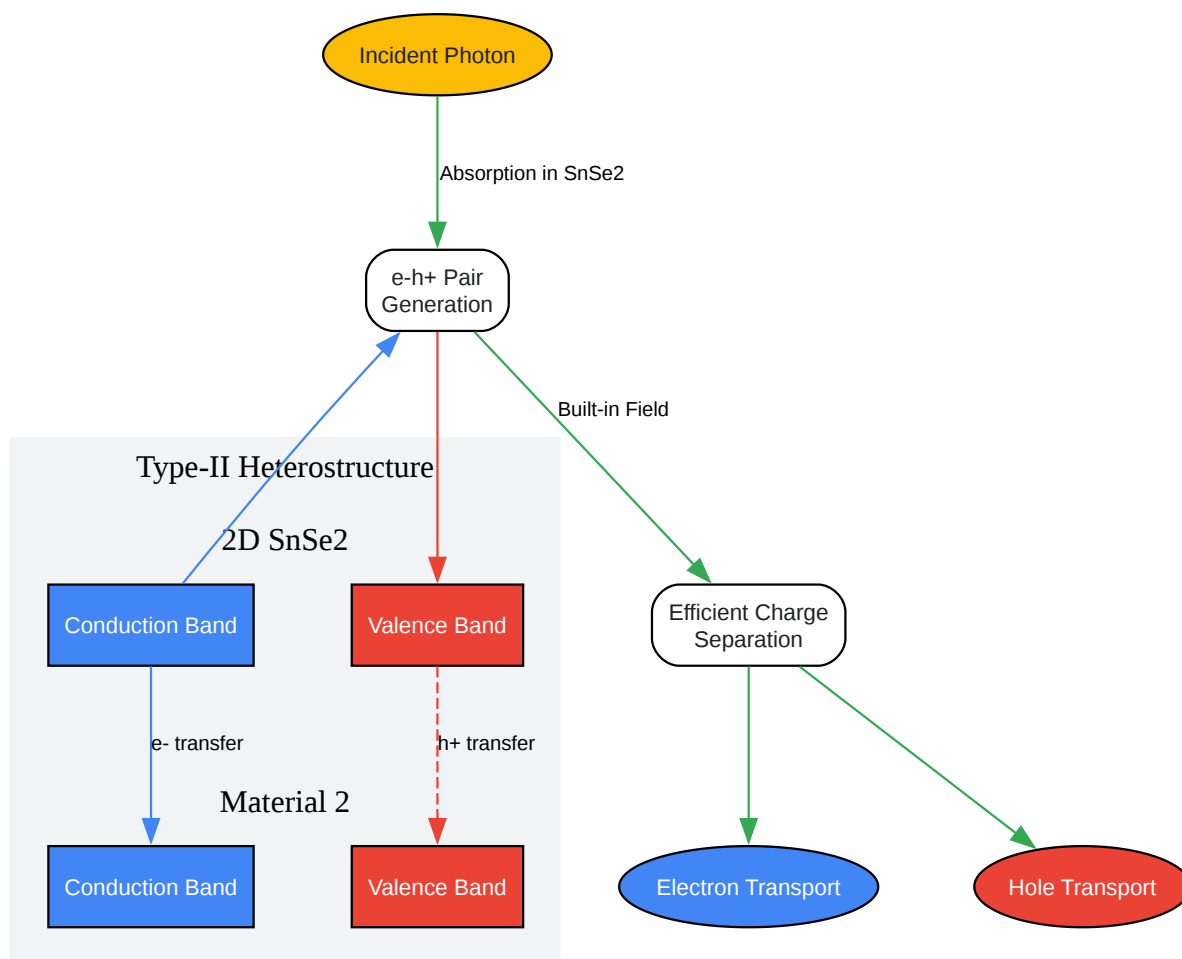 Incident Photon
Absorption in SnSe2
e-h+ Pair
Generation
Built-in Field
Type-II Heterostructure
2D SnSe2
Conduction Band
Valence Band
Efficient Charge
Separation
e- transfer
h+ transfer
Material 2
Conduction Band
Valence Band
Electron Transport
Hole Transport